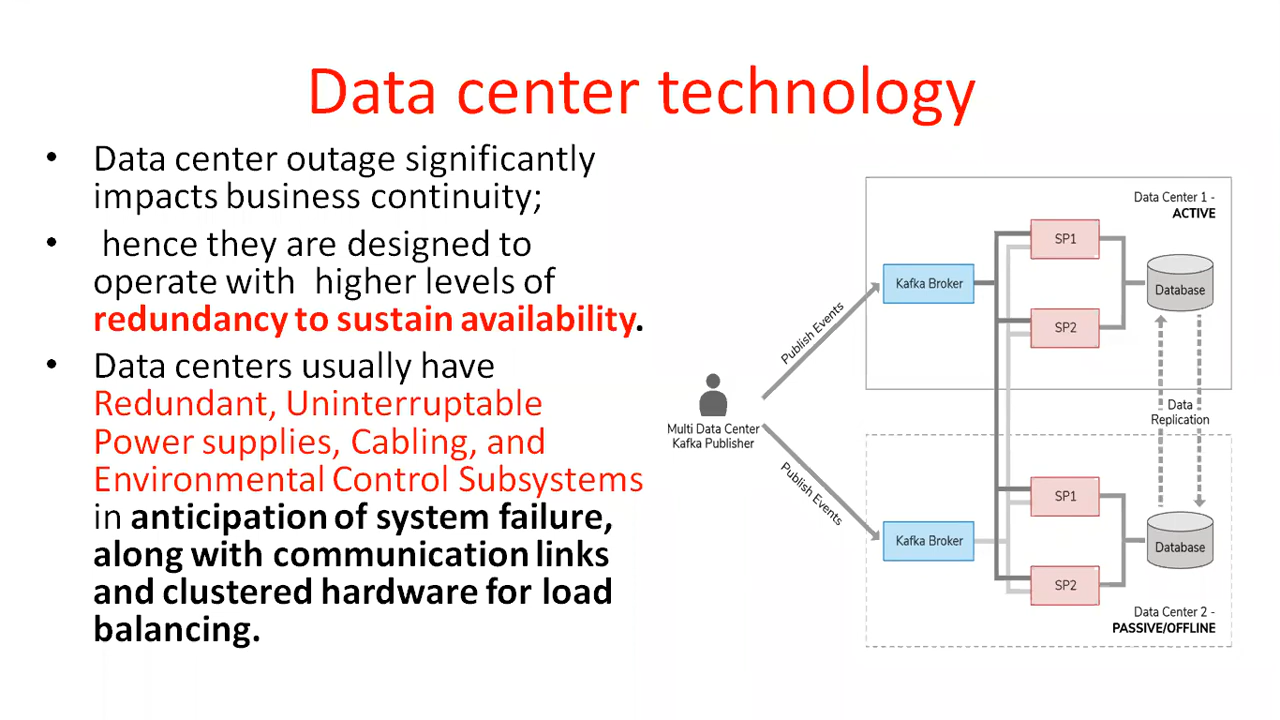 Data center technology
• Data center outage significantly
impacts business continuity;
• hence they are designed to
operate with higher levels of
redundancy to sustain availability.
• Data centers usually have
Redundant, Uninterruptable
Power supplies, Cabling, and
Environmental Control Subsystems
in anticipation of system failure,
along with communication links
and clustered hardware for load
balancing.
Data Center 1 -
ACTIVE
SP1
Kafka Broker
Database
SP2
Publish Events
Multi Data Center
Kafka Publisher
Data
Replication
Publish Events
SP1
Kafka Broker
Database
SP2
Data Center 2 -
PASSIVE/OFFLINE